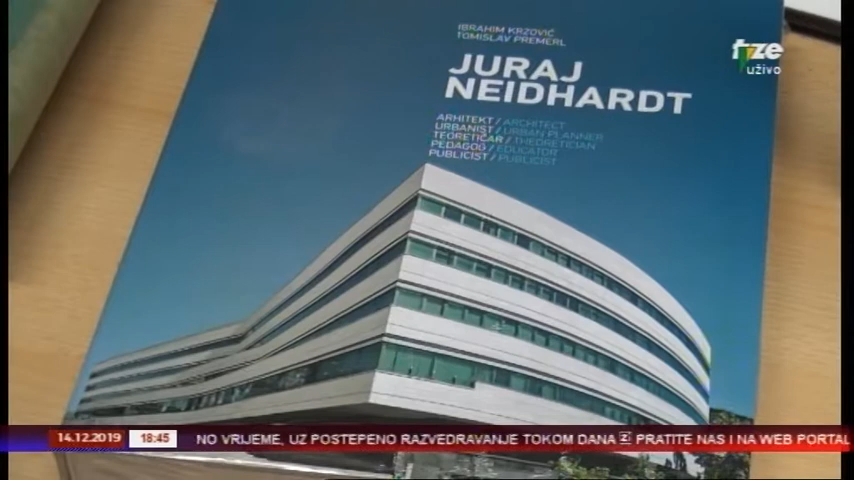 IBRAHIM KRZOVIĆ
TOMISLAV PREMERL
JURAJ
NEIDHARDT
ARHITEKT / ARCHITECT
URBANIST / URBAN PLANNER
TEORETIČAR / THEORETICIAN
PEDAGOG / EDUCATOR
PUBLICIST / PUBLICIST
tvze
uživo
14.12.2019 18:45 NO VRIJEME, UZ POSTEPENO RAZVEDRAVANJE TOKOM DANA PRATITE NAS I NA WEB PORTAL